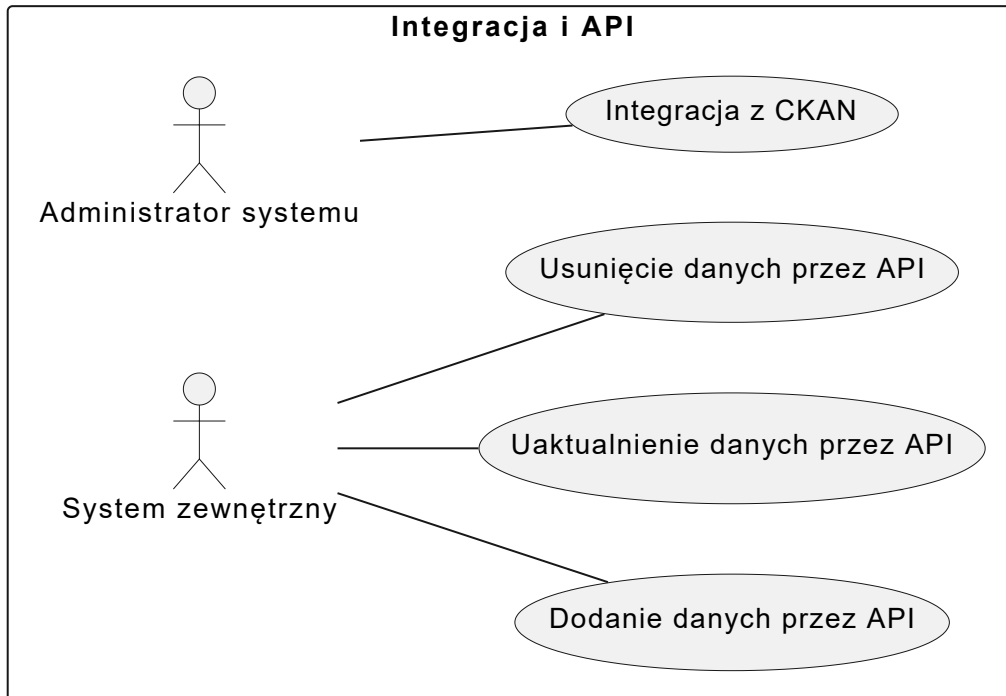 Integracja i API
Integracja z CKAN
Administrator systemu
Usunięcie danych przez API
Uaktualnienie danych przez API
System zewnętrzny
Dodanie danych przez API